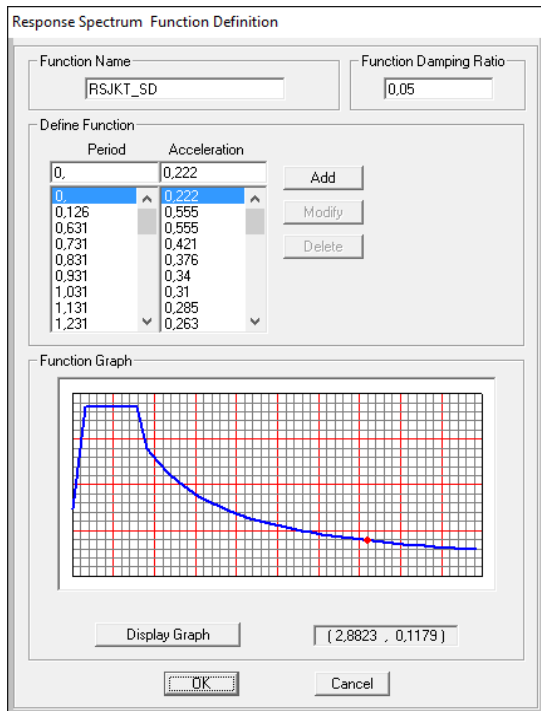 Response Spectrum Function Definition
Function Name
Function Damping Ratio
RSJKT_SD
0,05
Define Function
Period Acceleration
0, 0,222
Add
0, 0,222
0,126 0,555
Modify
0,631 0,555
0,731 0,421
Delete
0,831 0,376
0,931 0,34
1,031 0,31
1,131 0,285
1,231 0,263
Function Graph
Display Graph
( 2,8823 , 0,1179 )
OK
Cancel